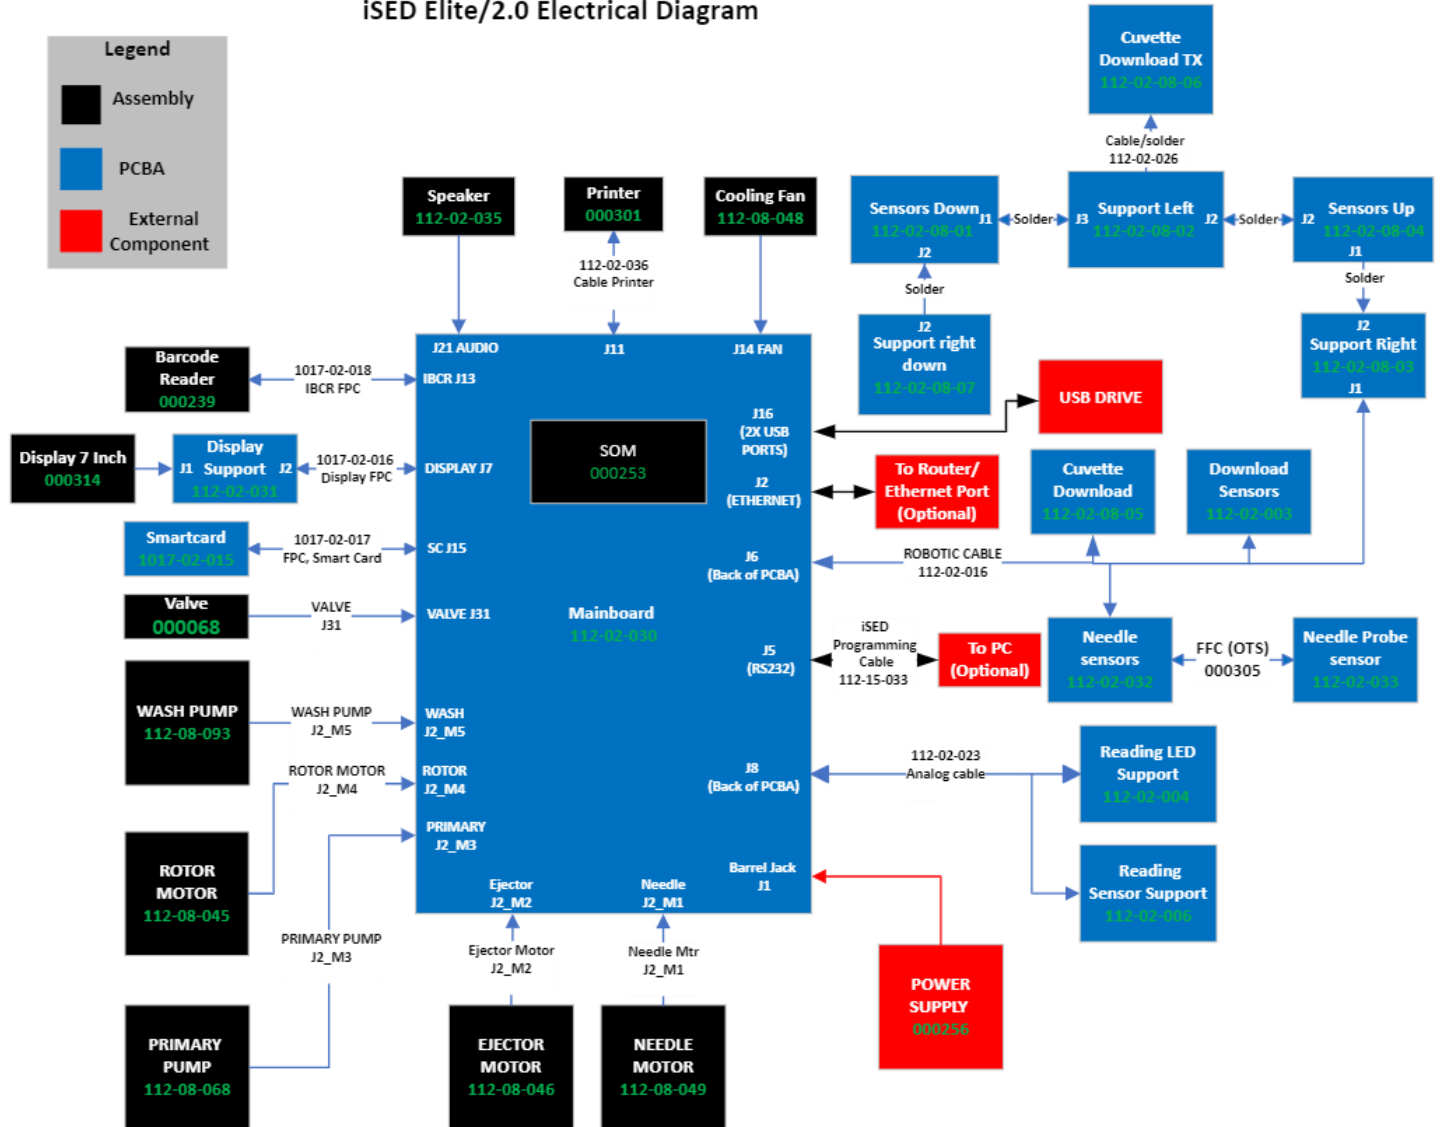 iSED Elite/2.0 Electrical Diagram
Legend
Assembly
PCBA
External
Component
Cuvette
Download TX
112-02-08-06
Cable/solder
112-02-026
Speaker
112-02-035
Printer
000301
Cooling Fan
112-08-048
Sensors Down
112-02-08-01
J1
J2
Solder
J3
Support Left
112-02-08-02
J2
Solder
J2
Sensors Up
112-02-08-04
J1
112-02-036
Cable Printer
Solder
Solder
J2
Support right
down
112-02-08-07
J2
Support Right
112-02-08-03
J1
J21 AUDIO
J11
J14 FAN
Barcode
Reader
000239
1017-02-018
IBCR FPC
IBCR J13
USB DRIVE
J16
(2X USB
PORTS)
Display 7 Inch
000314
J1
Display
Support
112-02-031
J2
1017-02-016
Display FPC
DISPLAY J7
SOM
000253
J2
(ETHERNET)
To Router/
Ethernet Port
(Optional)
Cuvette
Download
112-02-08-05
Download
Sensors
112-02-003
Smartcard
1017-02-015
1017-02-017
FPC, Smart Card
SC J15
J6
(Back of PCBA)
ROBOTIC CABLE
112-02-016
Valve
000068
VALVE
J31
VALVE J31
Mainboard
112-02-030
J5
(RS232)
iSED
Programming
Cable
112-15-033
To PC
(Optional)
Needle
sensors
112-02-032
FFC (OTS)
000305
Needle Probe
sensor
112-02-033
WASH PUMP
112-08-093
WASH PUMP
J2_M5
WASH
J2_M5
ROTOR MOTOR
J2_M4
ROTOR
J2_M4
J8
(Back of PCBA)
112-02-023
Analog cable
Reading LED
Support
112-02-004
PRIMARY
J2_M3
ROTOR
MOTOR
112-08-045
Ejector
J2_M2
Needle
J2_M1
Barrel Jack
J1
Reading
Sensor Support
112-02-006
PRIMARY PUMP
J2_M3
Ejector Motor
J2_M2
Needle Mtr
J2_M1
POWER
SUPPLY
000256
PRIMARY
PUMP
112-08-068
EJECTOR
MOTOR
112-08-046
NEEDLE
MOTOR
112-08-049